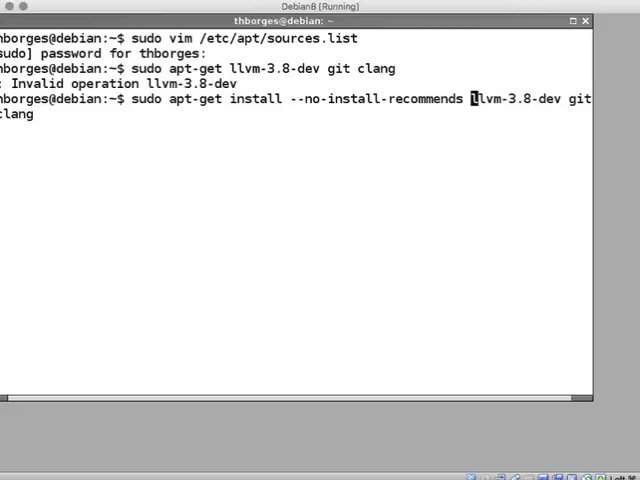 Debian8 [Running]
thborges@debian: ~
hborges@debian:~$ sudo vim /etc/apt/sources.list
sudo] password for thborges:
hborges@debian:~$ sudo apt-get llvm-3.8-dev git clang
: Invalid operation llvm-3.8-dev
hborges@debian:~$ sudo apt-get install --no-install-recommends llvm-3.8-dev git
clang
Left ⌘